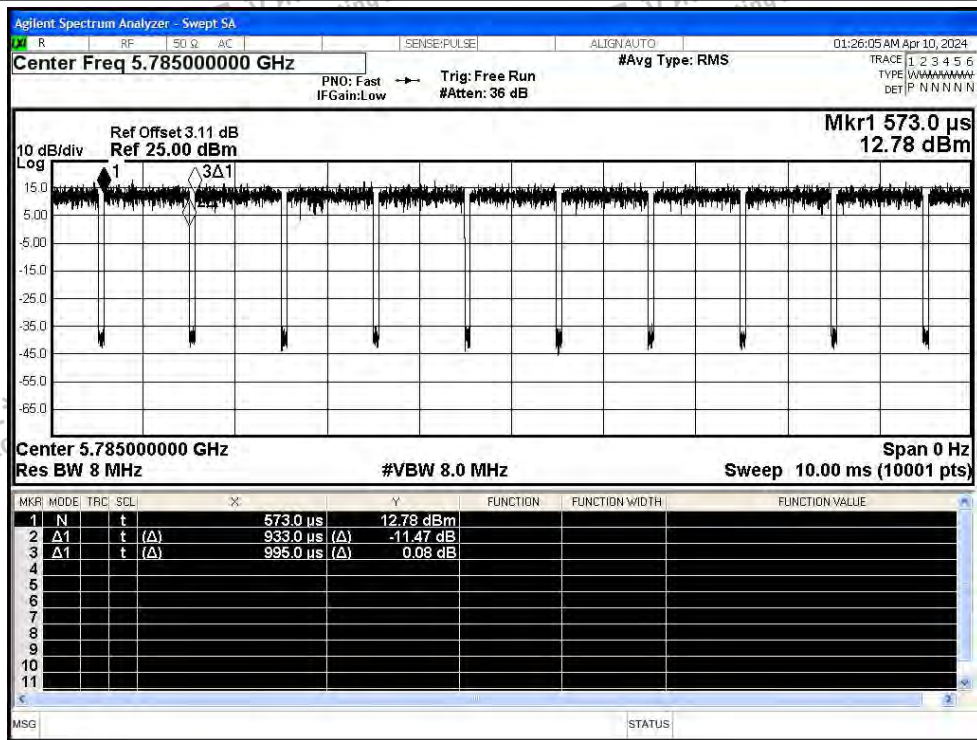 Agilent Spectrum Analyzer - Swept SA
R RF 50 Ω AC SENSE:PULSE ALIGN AUTO 01:26:05 AM Apr 10, 2024
Center Freq 5.785000000 GHz #Avg Type: RMS TRACE 1 2 3 4 5 6
PNO: Fast Trig: Free Run TYPE WWWWWW
IFGain:Low #Atten: 36 dB DET P N N N N N
Mkr1 573.0 µs
12.78 dBm
Ref Offset 3.11 dB
10 dB/div Ref 25.00 dBm
Log
1 3Δ1
15.0
5.00
-5.00
-15.0
-25.0
-35.0
-45.0
-55.0
-65.0
Center 5.785000000 GHz Span 0 Hz
Res BW 8 MHz #VBW 8.0 MHz Sweep 10.00 ms (10001 pts)
MKR MODE TRC SCL X Y FUNCTION FUNCTION WIDTH FUNCTION VALUE
1 N t 573.0 µs 12.78 dBm
2 Δ1 t (Δ) 933.0 µs (Δ) -11.47 dB
3 Δ1 t (Δ) 995.0 µs (Δ) 0.08 dB
4
5
6
7
8
9
10
11
MSG STATUS